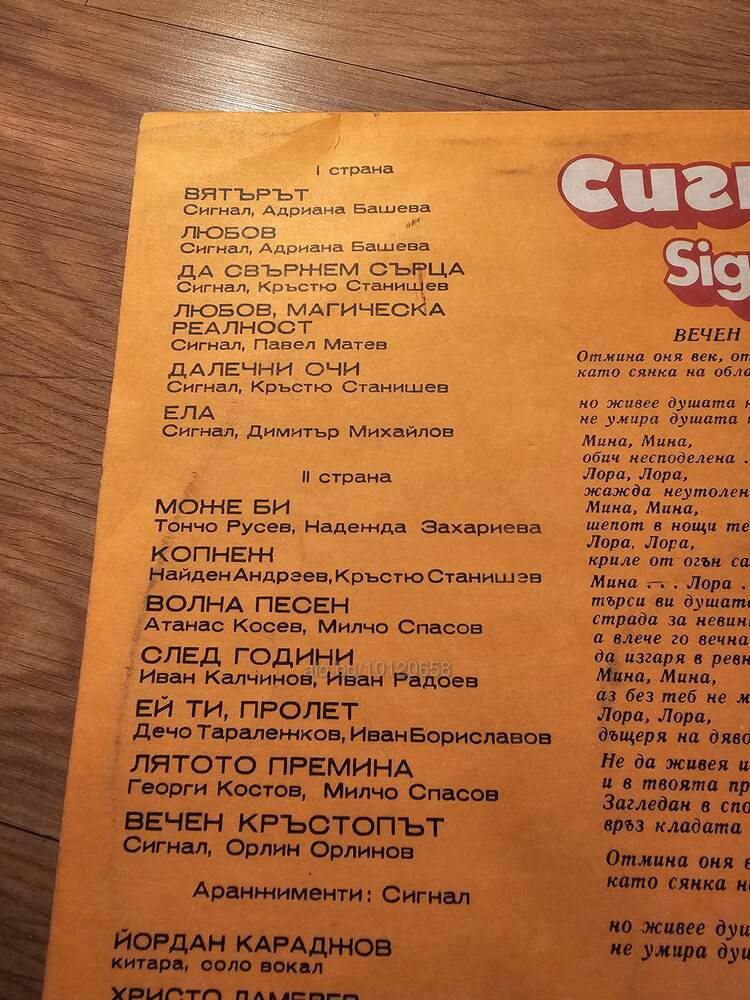 I страна
ВЯТЪРЪТ
Сигнал, Адриана Башева
ЛЮБОВ
Сигнал, Адриана Башева
ДА СВЪРЖЕМ СЪРЦА
Сигнал, Кръстю Станишев
ЛЮБОВ, МАГИЧЕСКА
РЕАЛНОСТ
Сигнал, Павел Матев
ДАЛЕЧНИ ОЧИ
Сигнал, Кръстю Станишев
ЕЛА
Сигнал, Димитър Михайлов
II страна
МОЖЕ БИ
Тончо Русев, Надежда Захариева
КОПНЕЖ
Найден Андреев, Кръстю Станишев
ВОЛНА ПЕСЕН
Атанас Косев, Милчо Спасов
СЛЕД ГОДИНИ
Иван Калчинов, Иван Радоев
ЕЙ ТИ, ПРОЛЕТ
Дечо Таралежков, Иван Бориславов
ЛЯТОТО ПРЕМИНА
Георги Костов, Милчо Спасов
ВЕЧЕН КРЪСТОПЪТ
Сигнал, Орлин Орлинов
Аранжименти: Сигнал
ЙОРДАН КАРАДЖОВ
китара, соло вокал
ХРИСТО ЛАМБРЕВ
Сиг
Sig
ВЕЧЕН
Отмина оня век, от
като сянка на обла
но живее душата
не умира душата
Мина, Мина,
обич несподелена .
Лора, Лора,
жажда неутолен
Мина, Мина,
шепот в нощи те
Лора, Лора,
криле от огън са
Мина ... Лора .
търси ви душата
страда за невин
а влече го вечна
да изгаря в ревн
Мина, Мина,
аз без теб не м
Лора, Лора,
дъщеря на дяво
Не да живея и
и в твоята пр
Загледан в спо
връз кладата
Отмина оня в
като сянка на
но живее душ
не умира душ